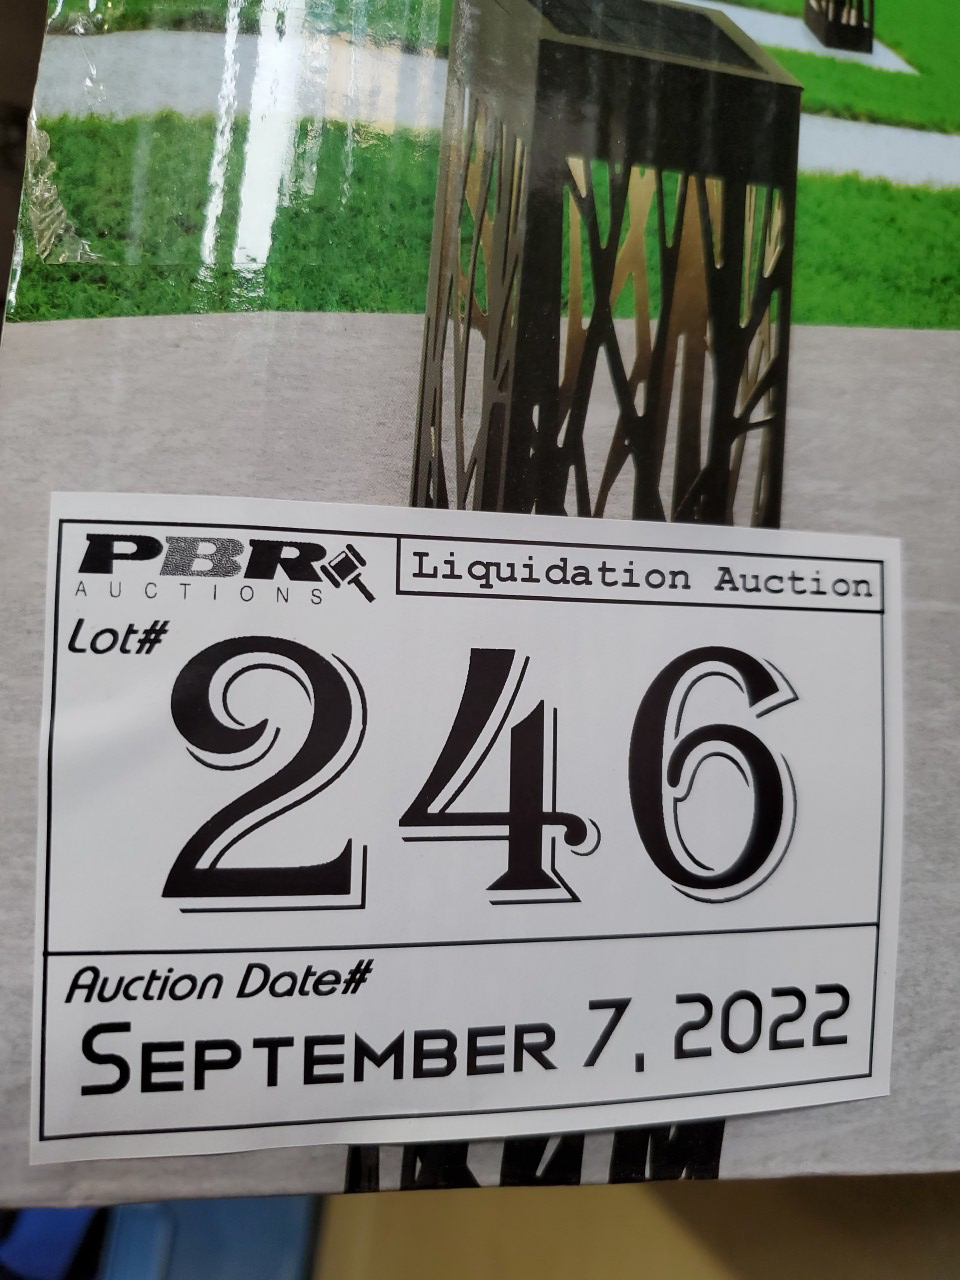 PBR
AUCTIONS
Liquidation Auction
Lot#
246
Auction Date#
September 7, 2022